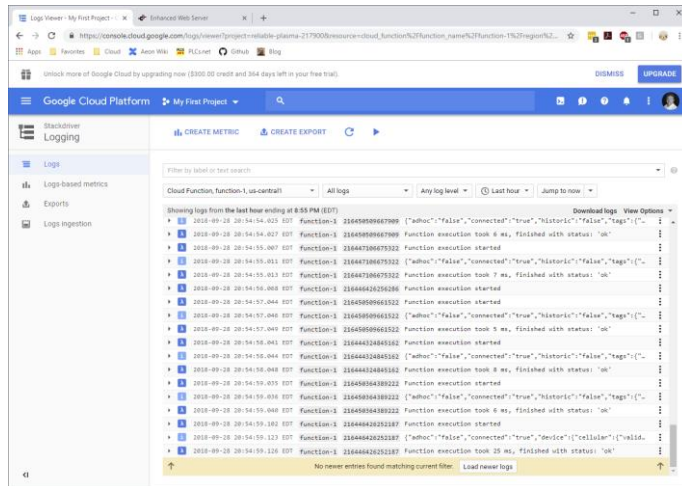 Logs Viewer - My First Project -
Enhanced Web Server
https://console.cloud.google.com/logs/viewer?project=reliable-plasma-217900&resource=cloud_function%2Ffunction_name%2Ffunction-1%2Fregion%2...
Apps Favorites Cloud Aeon Wiki PLCs.net GitHub Blog
Unlock more of Google Cloud by upgrading now ($300.00 credit and 364 days left in your free trial).
DISMISS UPGRADE
Google Cloud Platform My First Project
Stackdriver
Logging
CREATE METRIC CREATE EXPORT
Logs
Logs-based metrics
Exports
Logs ingestion
Filter by label or text search
Cloud Function, function-1, us-central1 All logs Any log level Last hour Jump to now
Showing logs from the last hour ending at 8:55 PM (EDT) Download logs View Options
2018-09-28 20:54:54.025 EDT function-1 216450509667909 {"adhoc":"false","connected":"true","historic":"false","tags":{"…
2018-09-28 20:54:54.027 EDT function-1 216450509667909 Function execution took 6 ms, finished with status: 'ok'
2018-09-28 20:54:55.007 EDT function-1 216447106675322 Function execution started
2018-09-28 20:54:55.011 EDT function-1 216447106675322 {"adhoc":"false","connected":"true","historic":"false","tags":{"…
2018-09-28 20:54:55.013 EDT function-1 216447106675322 Function execution took 7 ms, finished with status: 'ok'
2018-09-28 20:54:56.068 EDT function-1 216446426256286 Function execution started
2018-09-28 20:54:57.044 EDT function-1 216450509661522 Function execution started
2018-09-28 20:54:57.046 EDT function-1 216450509661522 {"adhoc":"false","connected":"true","historic":"false","tags":{"…
2018-09-28 20:54:57.049 EDT function-1 216450509661522 Function execution took 5 ms, finished with status: 'ok'
2018-09-28 20:54:58.041 EDT function-1 216444324845162 Function execution started
2018-09-28 20:54:58.044 EDT function-1 216444324845162 {"adhoc":"false","connected":"true","historic":"false","tags":{"…
2018-09-28 20:54:58.048 EDT function-1 216444324845162 Function execution took 8 ms, finished with status: 'ok'
2018-09-28 20:54:59.035 EDT function-1 216450364389222 Function execution started
2018-09-28 20:54:59.036 EDT function-1 216450364389222 {"adhoc":"false","connected":"true","historic":"false","tags":{"…
2018-09-28 20:54:59.040 EDT function-1 216450364389222 Function execution took 6 ms, finished with status: 'ok'
2018-09-28 20:54:59.102 EDT function-1 216446426252187 Function execution started
2018-09-28 20:54:59.123 EDT function-1 216446426252187 {"adhoc":"false","connected":"true","device":{"cellular":{"valid…
2018-09-28 20:54:59.126 EDT function-1 216446426252187 Function execution took 25 ms, finished with status: 'ok'
No newer entries found matching current filter. Load newer logs